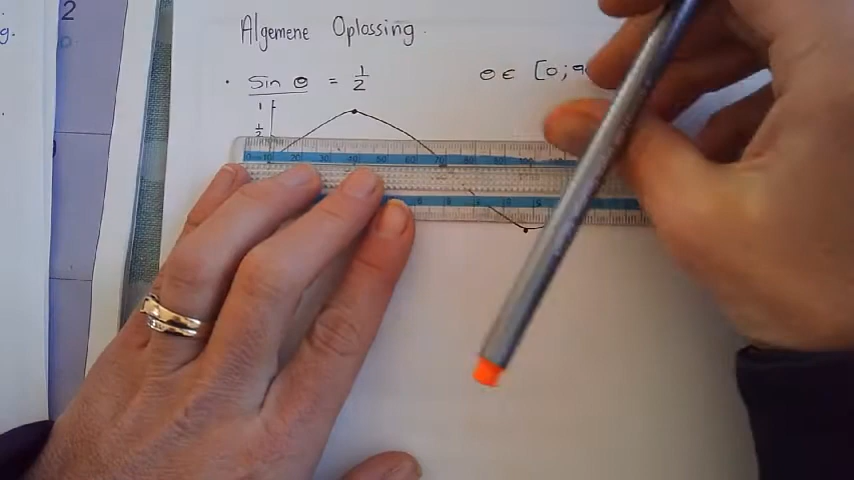 Algemene Oplossing.
· Sin θ = 1/2 θ ∈ [0;9
1
1/2
g.